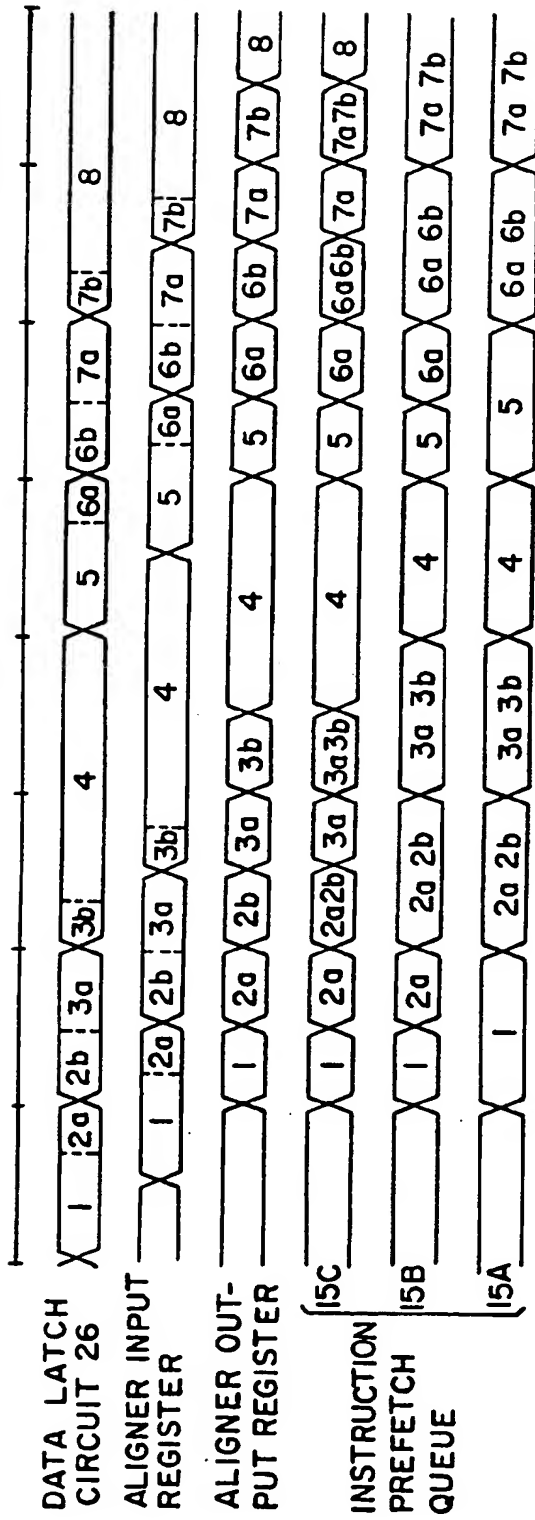 DATA LATCH
CIRCUIT 26
1 2a 2b 3a 3b 4 5 6a 6b 7a 7b 8
ALIGNER INPUT
REGISTER
1 2a 2b 3a 3b 4 5 6a 6b 7a 7b 8
ALIGNER OUT-
PUT REGISTER
1 2a 2b 3a 3b 4 5 6a 6b 7a 7b 8
INSTRUCTION
PREFETCH
QUEUE
15C
1 2a 2a2b 3a 3a3b 4 5 6a 6a6b 7a 7a7b 8
15B
1 2a 2a 2b 3a 3b 4 5 6a 6a 6b 7a 7b
15A
1 2a 2b 3a 3b 4 5 6a 6b 7a 7b